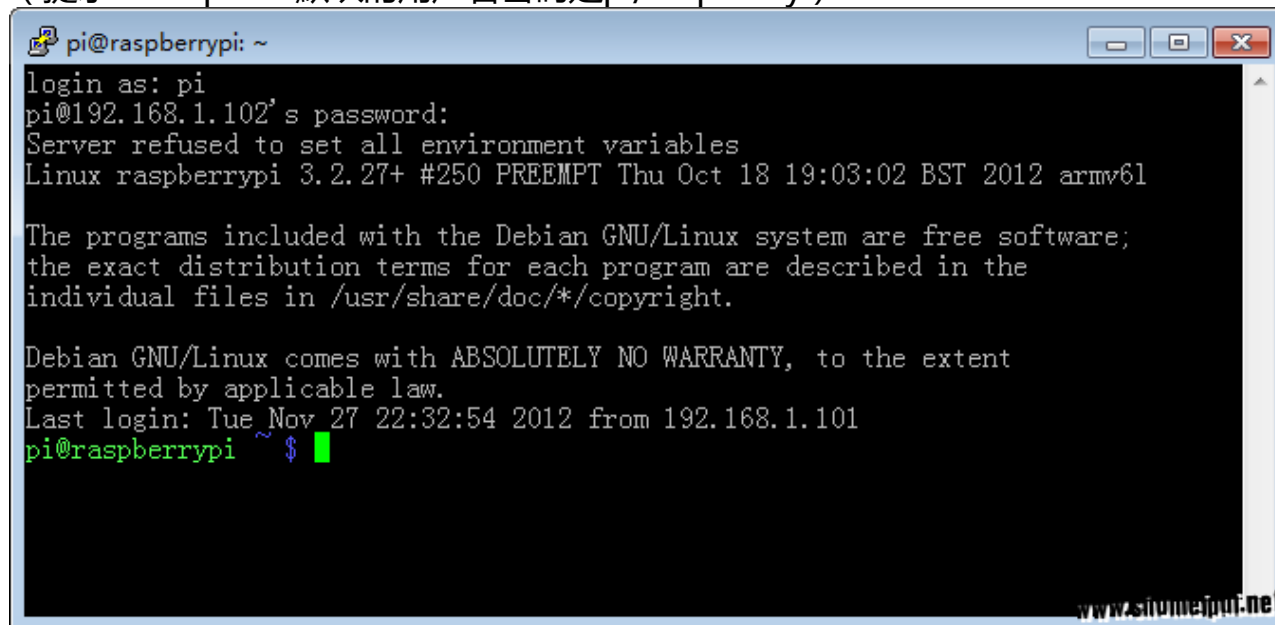 pi@raspberrypi: ~
login as: pi
pi@192.168.1.102's password:
Server refused to set all environment variables
Linux raspberrypi 3.2.27+ #250 PREEMPT Thu Oct 18 19:03:02 BST 2012 armv6l
The programs included with the Debian GNU/Linux system are free software;
the exact distribution terms for each program are described in the
individual files in /usr/share/doc/*/copyright.
Debian GNU/Linux comes with ABSOLUTELY NO WARRANTY, to the extent
permitted by applicable law.
Last login: Tue Nov 27 22:32:54 2012 from 192.168.1.101
pi@raspberrypi ~ $